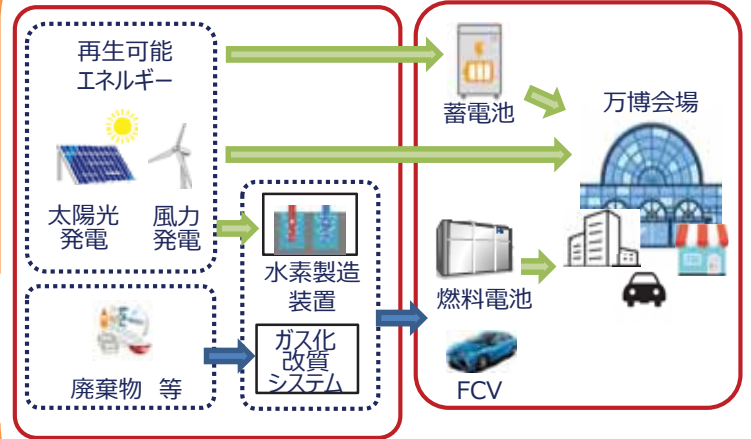 再生可能
エネルギー
太陽光
発電
風力
発電
水素製造
装置
廃棄物 等
ガス化
改質
システム
蓄電池
万博会場
燃料電池
FCV